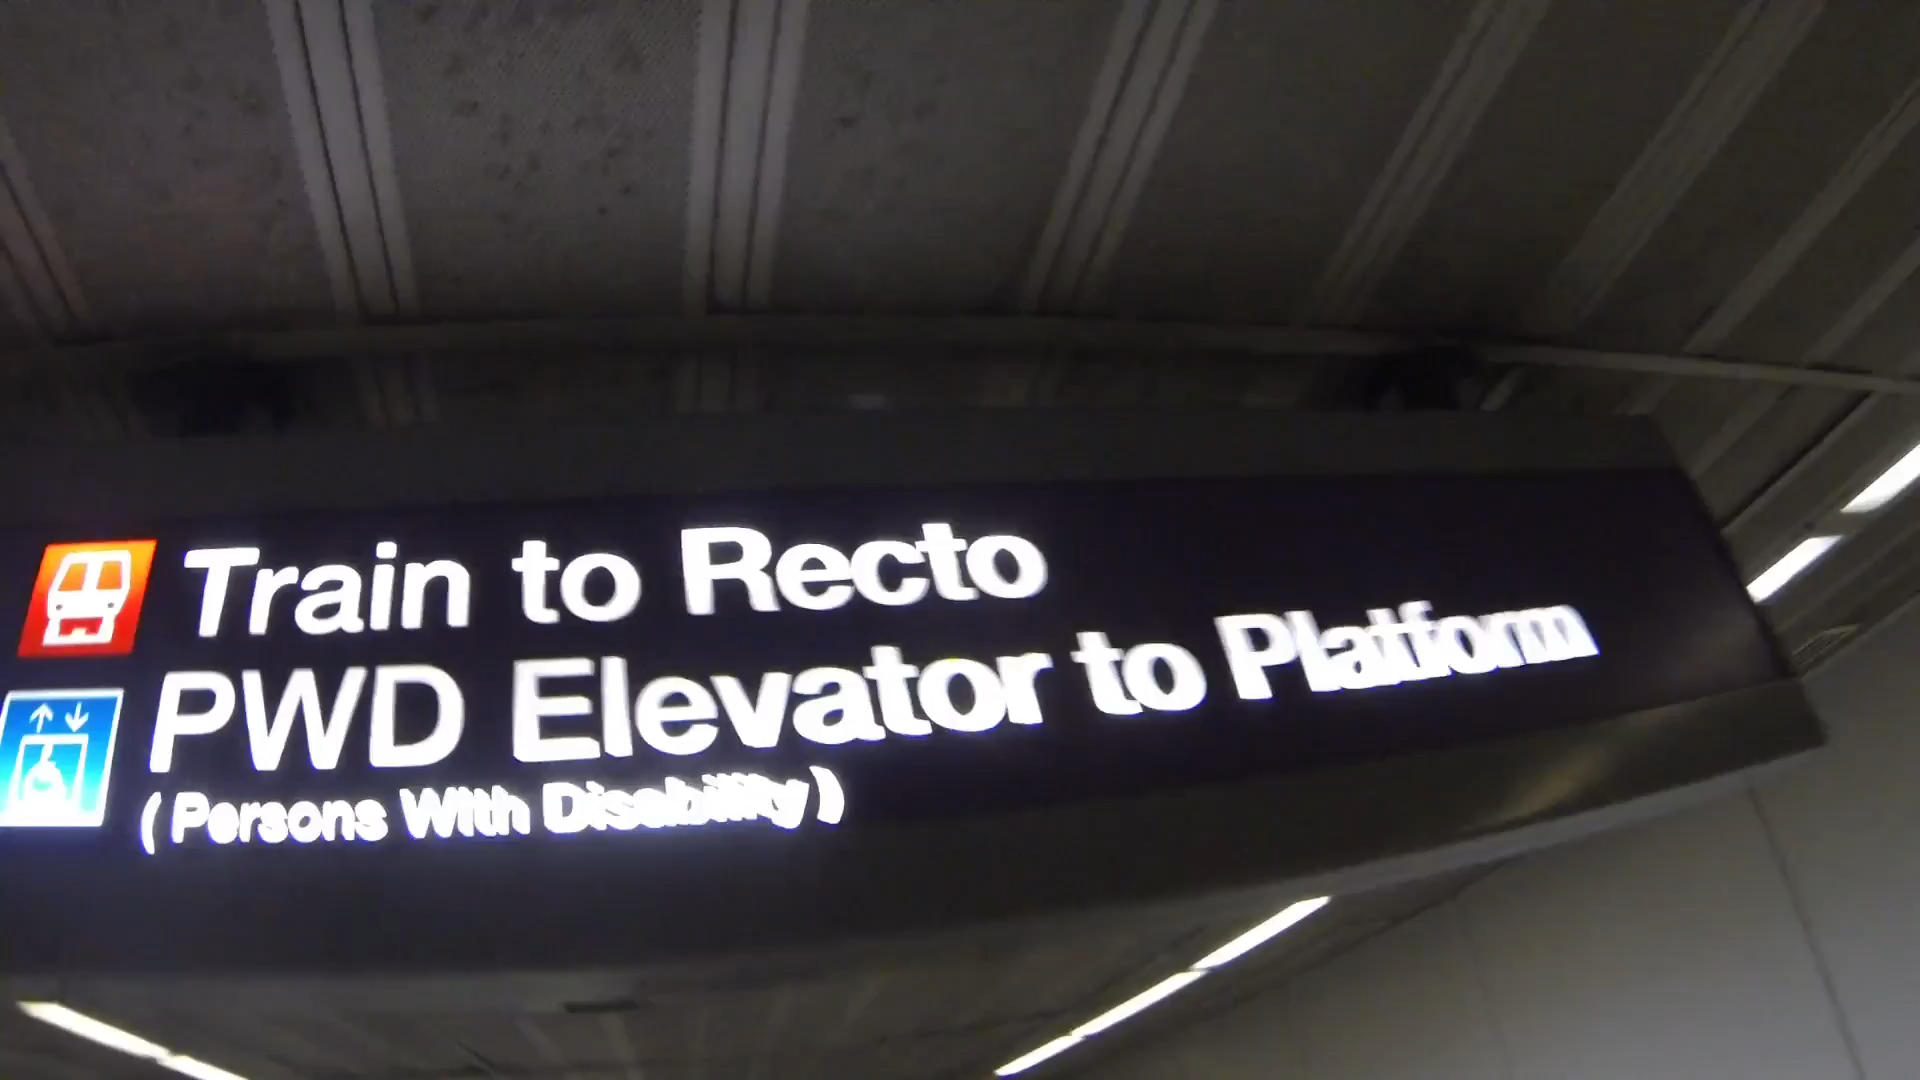 Train to Recto
PWD Elevator to Platform
(Persons With Disability)